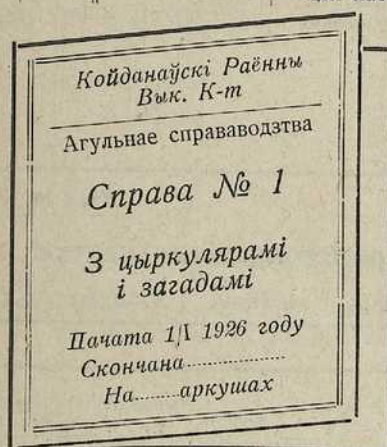 Койданаўскі Раённы
Вык. К-т
Агульнае справаводзтва
Справа № 1
З цыркулярамі
і загадамі
Пачата 1/I 1926 году
Скончана................
На........аркушах